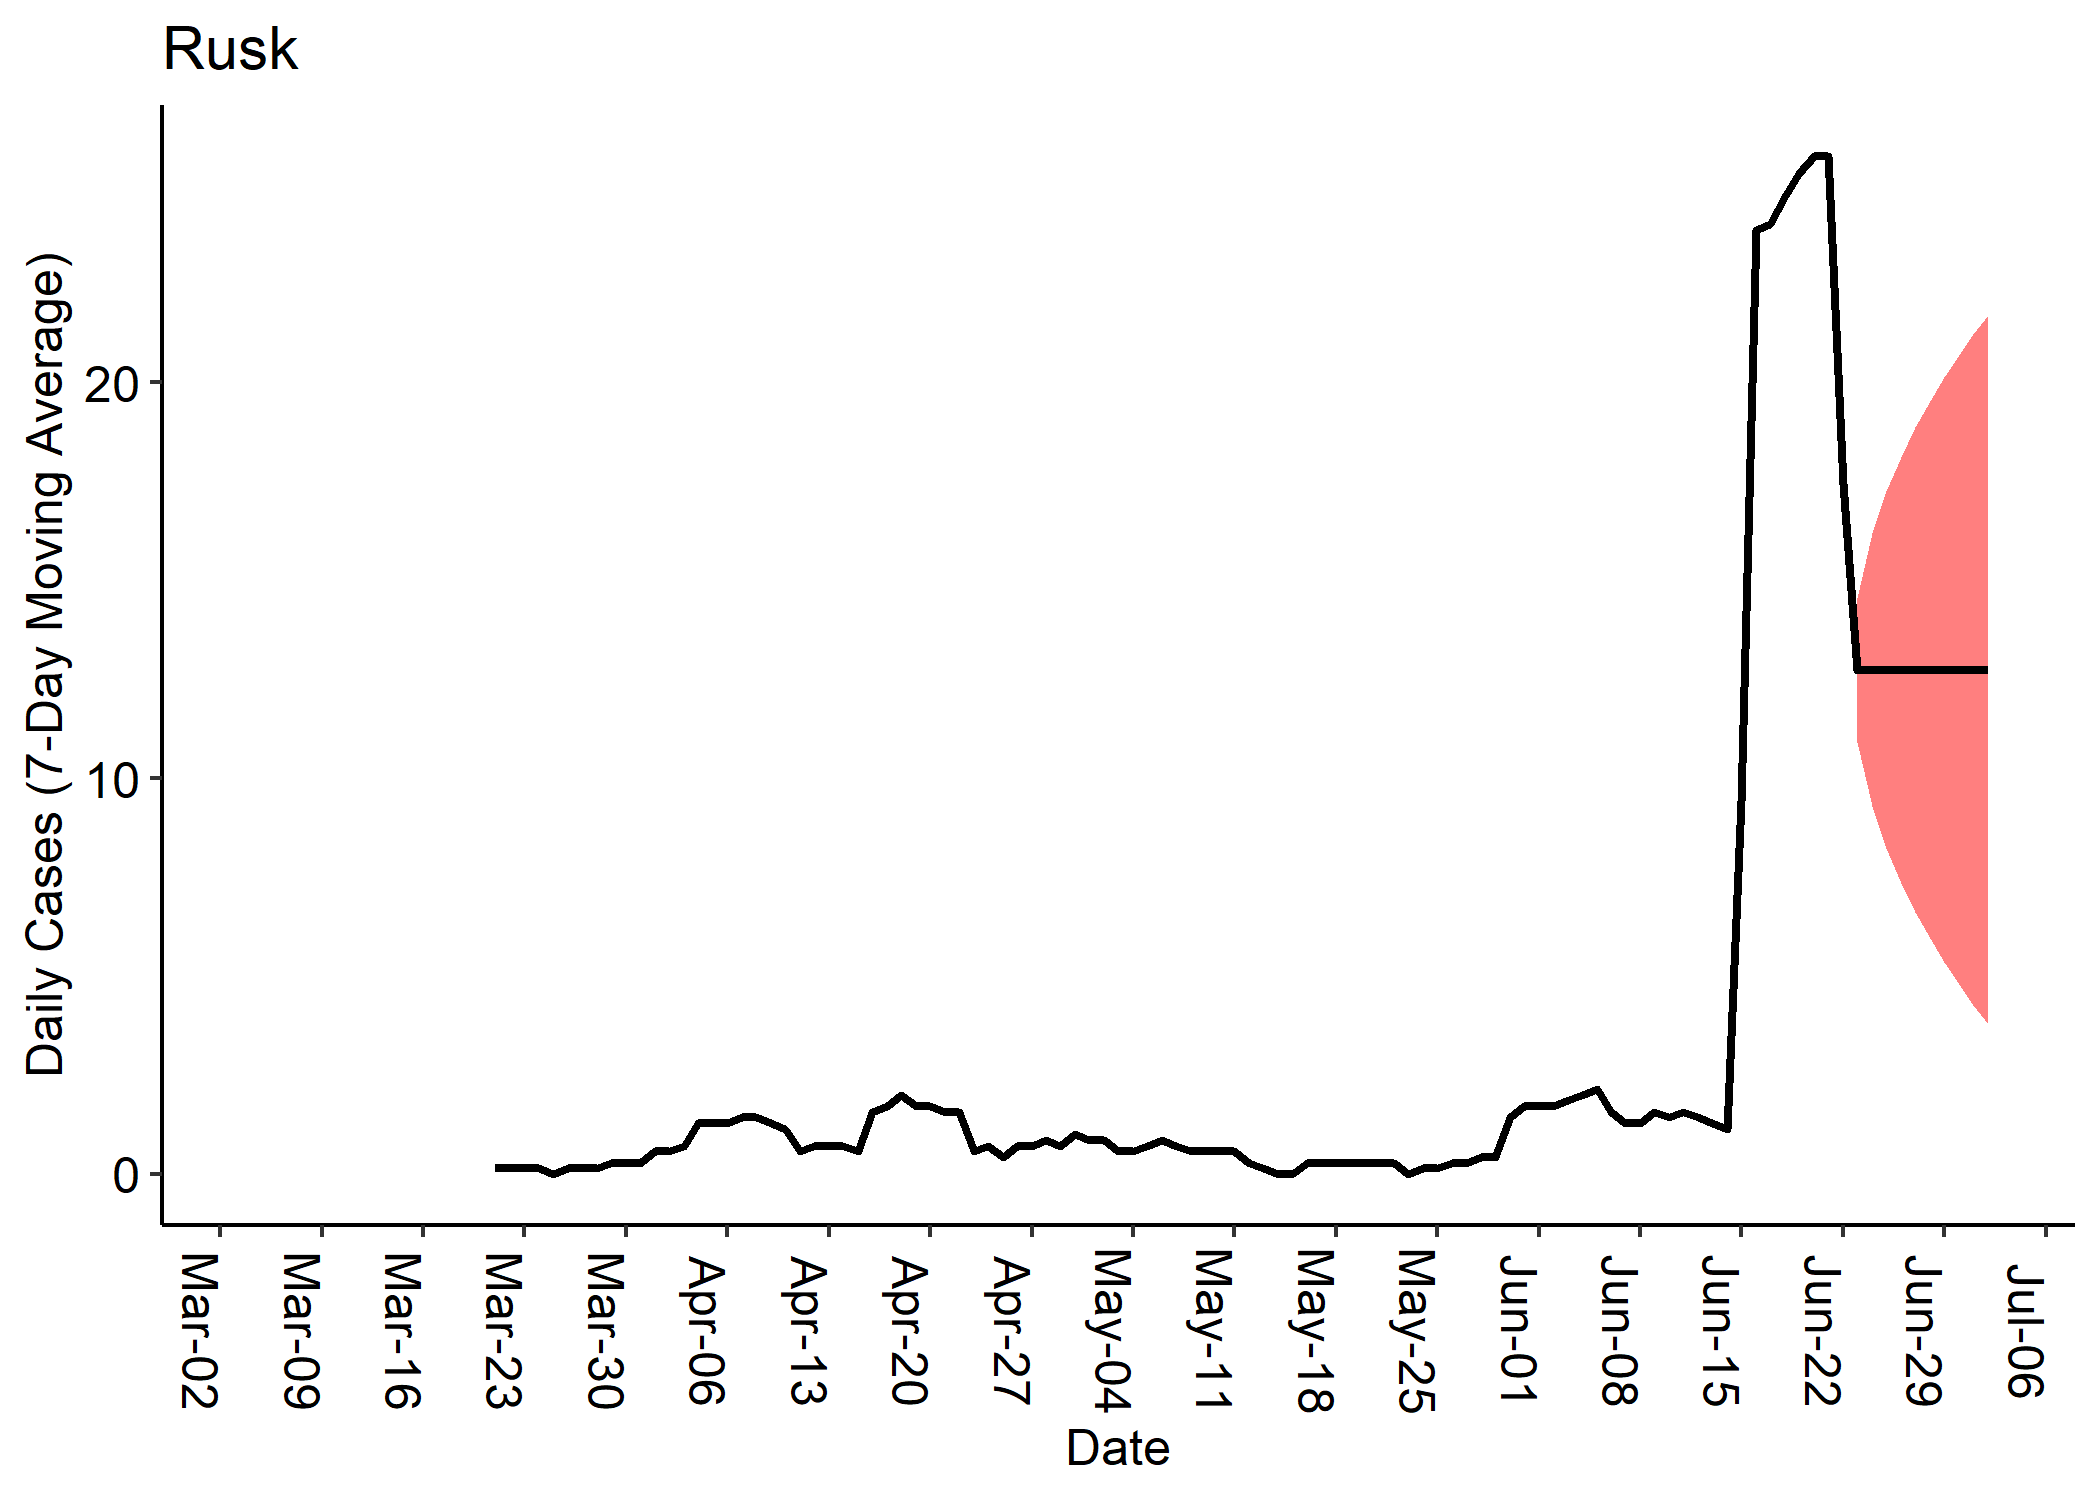 Rusk
Daily Cases (7-Day Moving Average)
20
10
0
Mar-02
Mar-09
Mar-16
Mar-23
Mar-30
Apr-06
Apr-13
Apr-20
Apr-27
May-04
May-11
May-18
May-25
Jun-01
Jun-08
Jun-15
Jun-22
Jun-29
Jul-06
Date